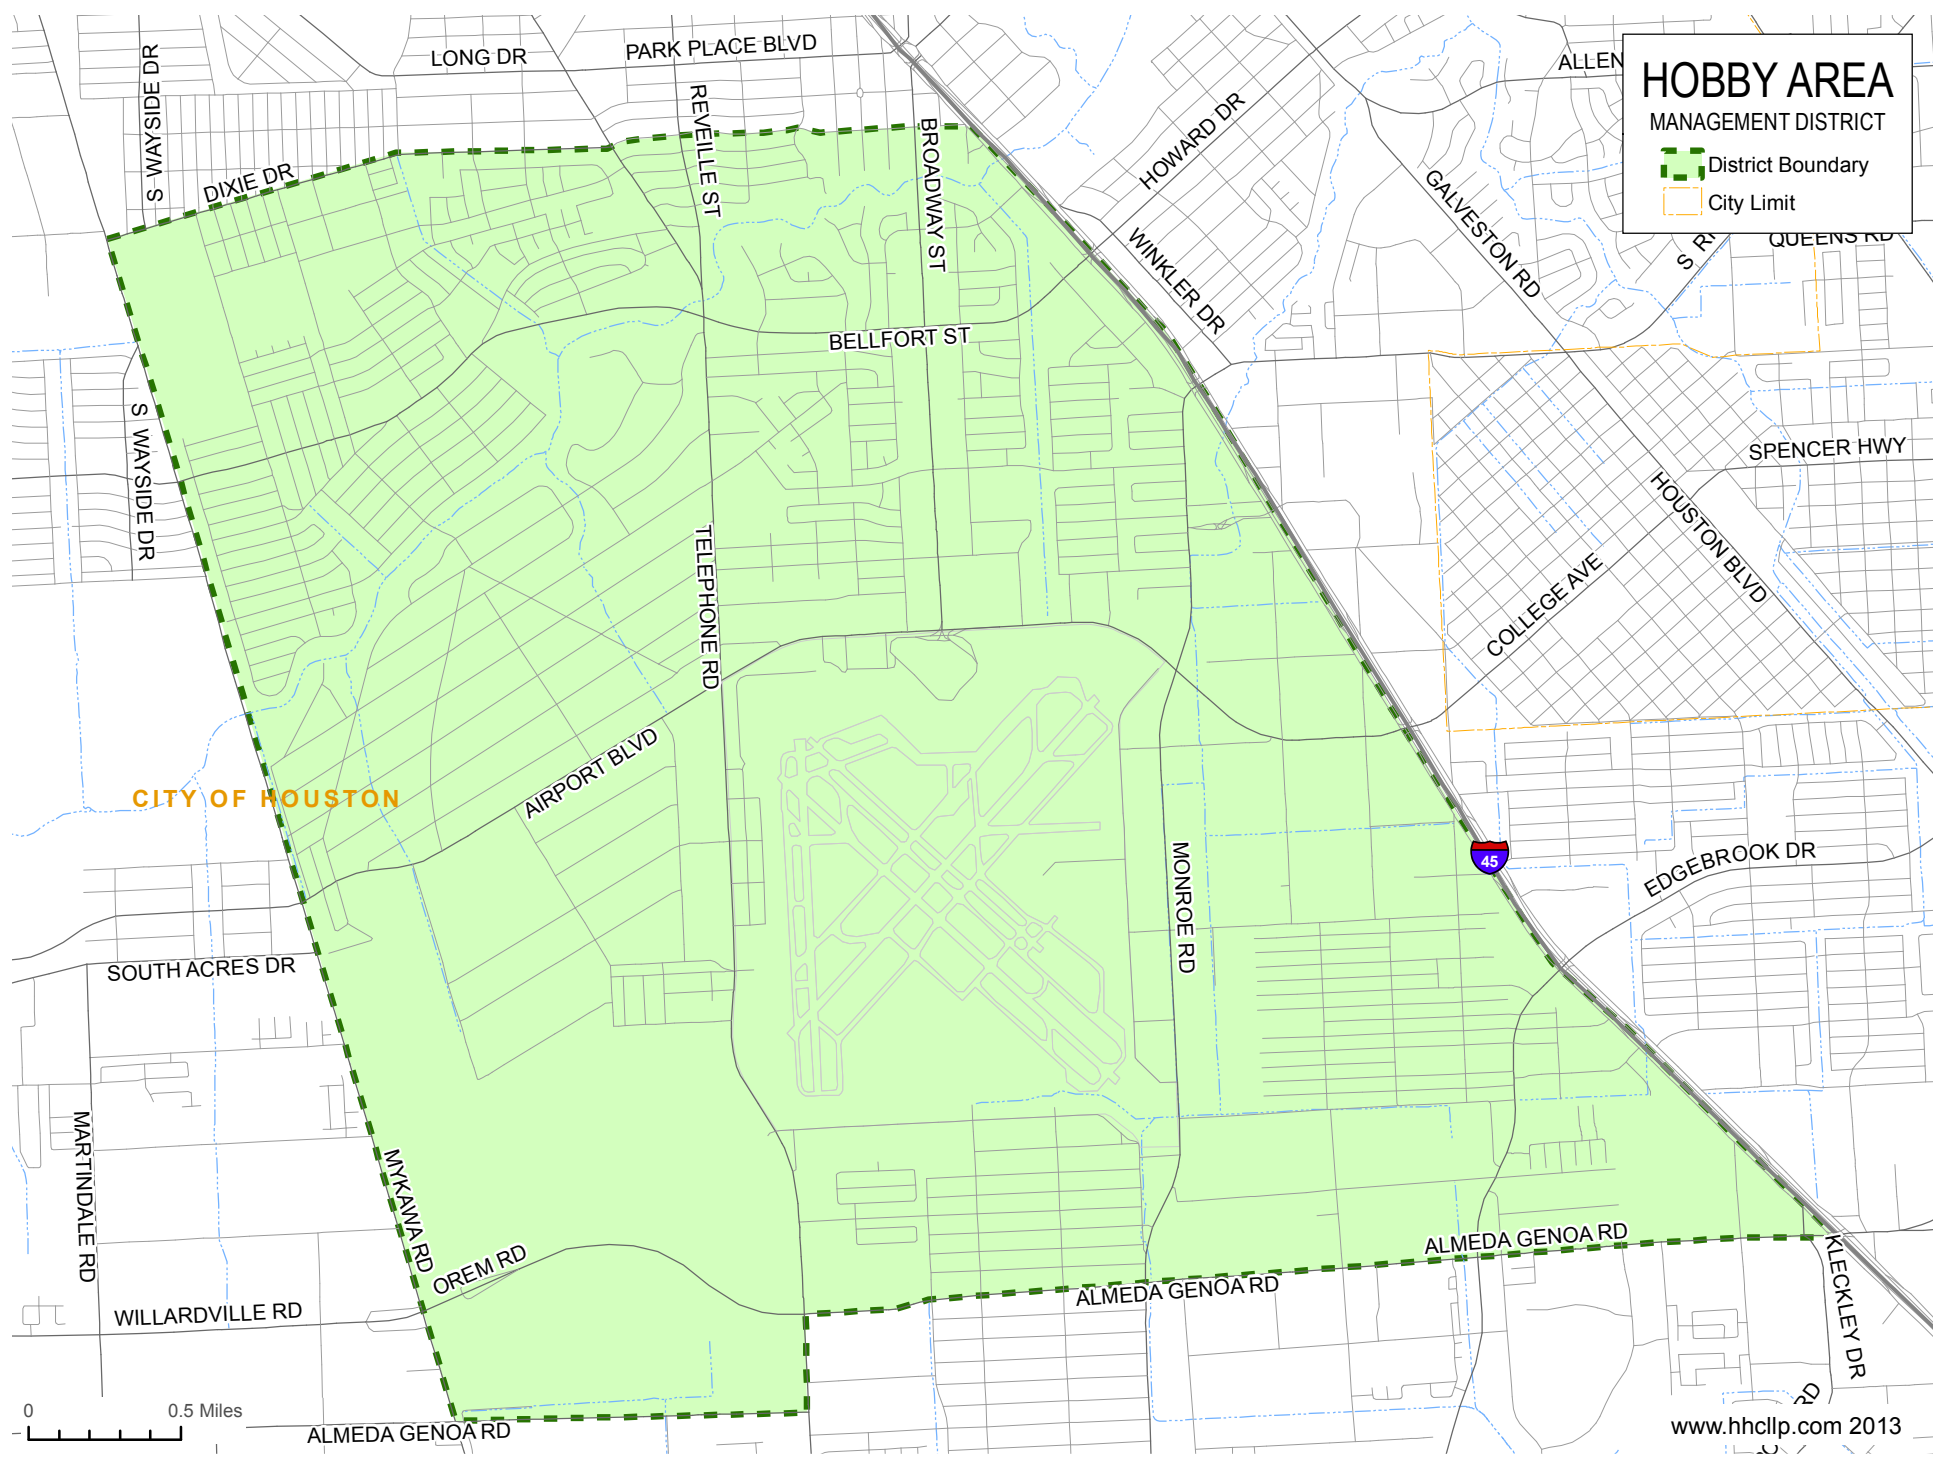 LONG DR
PARK PLACE BLVD
S WAYSIDE DR
REVEILLE ST
BROADWAY ST
HOWARD DR
ALLEN
HOBBY AREA
MANAGEMENT DISTRICT
District Boundary
City Limit
DIXIE DR
GALVESTON RD
WINKLER DR
QUEENS RD
BELLFORT ST
S WAYSIDE DR
SPENCER HWY
HOUSTON BLVD
TELEPHONE RD
COLLEGE AVE
AIRPORT BLVD
CITY OF HOUSTON
45
EDGEBROOK DR
MONROE RD
SOUTH ACRES DR
MARTINDALE RD
MYKAWA RD
OREM RD
ALMEDA GENOA RD
ALMEDA GENOA RD
KLECKLEY DR
WILLARDVILLE RD
0 0.5 Miles
ALMEDA GENOA RD
RD
www.hhcllp.com 2013